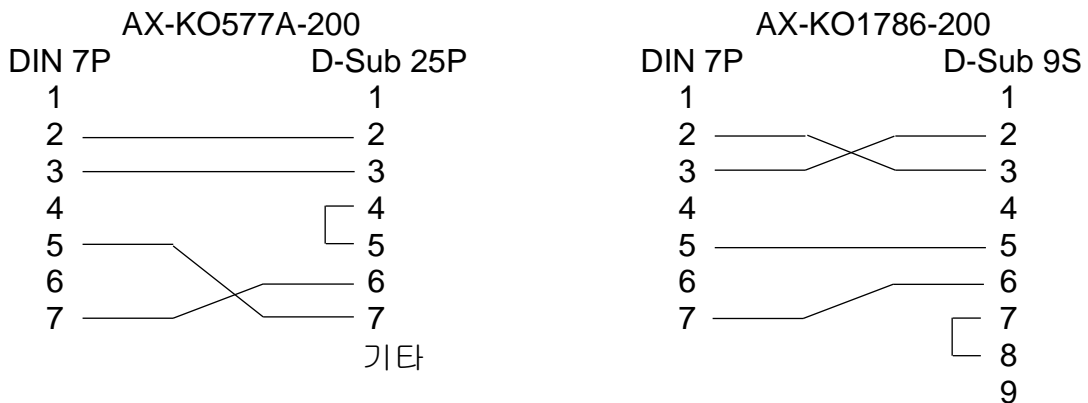 AX-KO577A-200 AX-KO1786-200
DIN 7P D-Sub 25P DIN 7P D-Sub 9S
1 1 1 1
2 2 2 2
3 3 3 3
4 4 4 4
5 5 5 5
6 6 6 6
7 7 7 7
기타 8
9